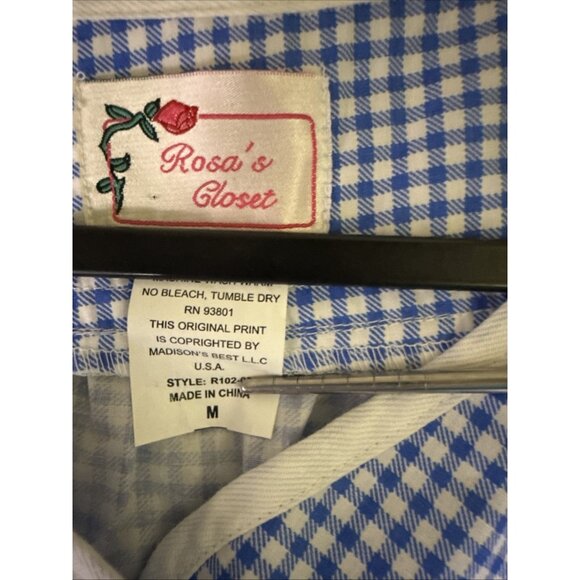 Rosa's
Closet
NO BLEACH, TUMBLE DRY
RN 93801
THIS ORIGINAL PRINT
IS COPRIGHTED BY
MADISON'S BEST L.L.C
U.S.A.
STYLE: R102-
MADE IN CHINA
M